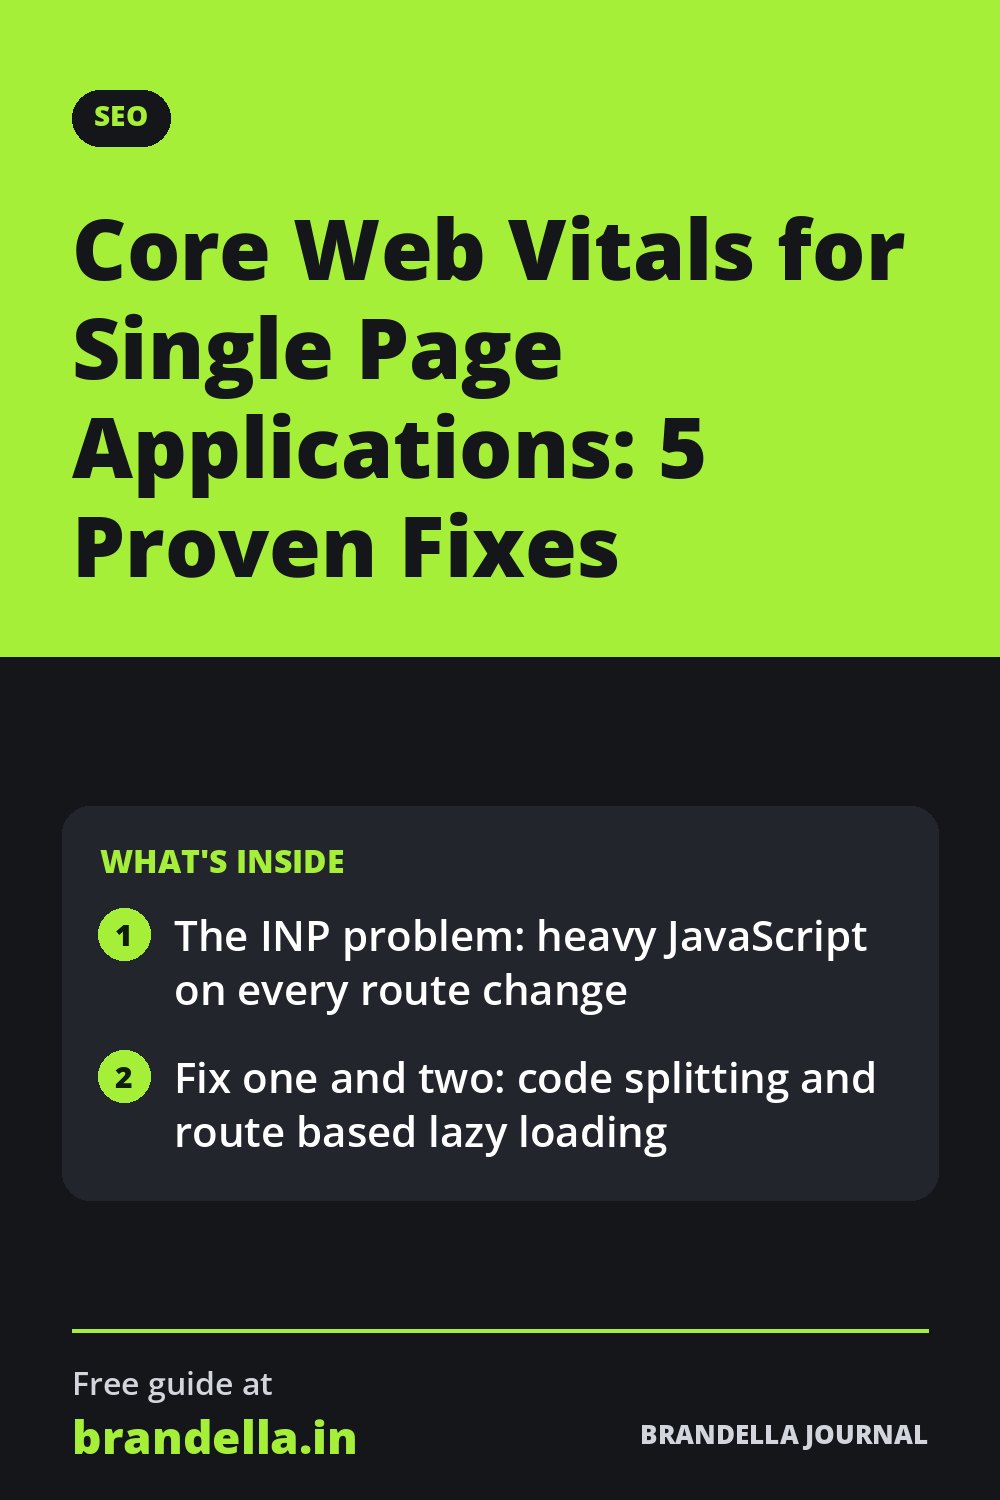 SEO
Core Web Vitals for
Single Page
Applications: 5
Proven Fixes
WHAT'S INSIDE
1 The INP problem: heavy JavaScript
on every route change
2 Fix one and two: code splitting and
route based lazy loading
Free guide at
brandella.in
BRANDELLA JOURNAL